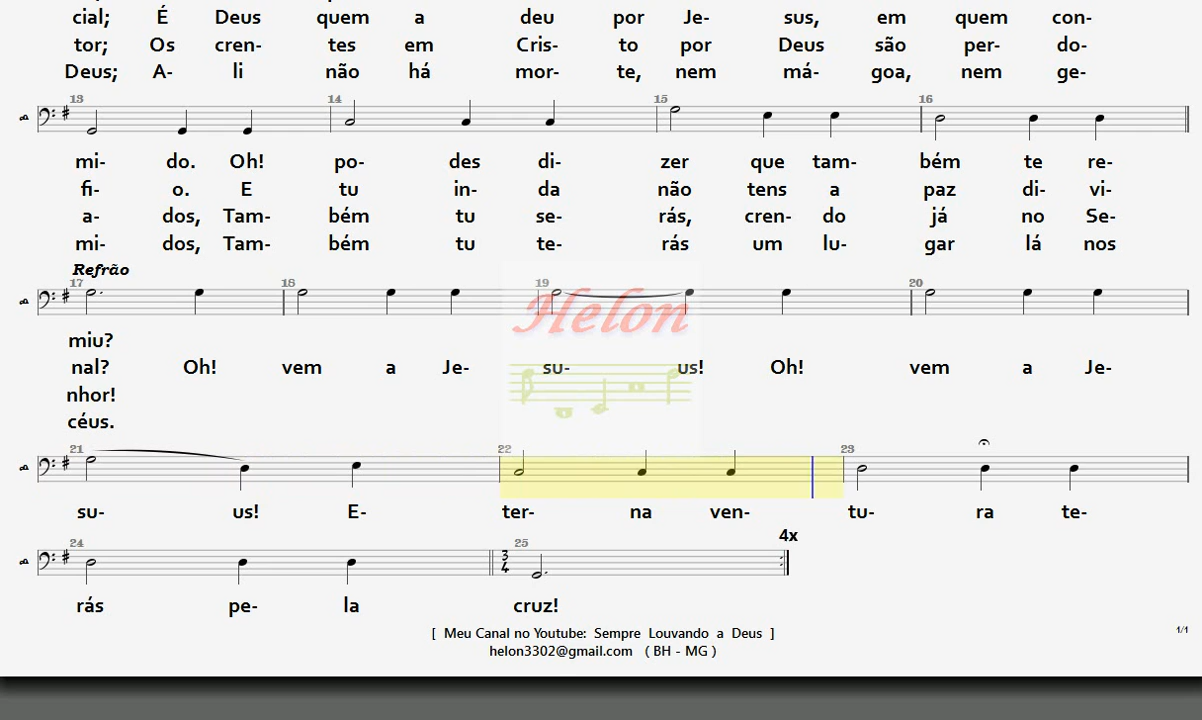 cial; É Deus quem a deu por Je- sus, em quem con-
tor; Os cren- tes em Cris- to por Deus são per- do-
Deus; A- li não há mor- te, nem má- goa, nem ge-
13 14 15 16
mi- do. Oh! po- des di- zer que tam- bém te re-
fi- o. E tu in- da não tens a paz di- vi-
a- dos, Tam- bém tu se- rás, cren- do já no Se-
mi- dos, Tam- bém tu te- rás um lu- gar lá nos
Refrão
17 18 19 20
Helon
miu?
nal? Oh! vem a Je- su- us! Oh! vem a Je-
nhor!
céus.
21 22 23
su- us! E- ter- na ven- tu- ra te-
4x
24 25
3
4
rás pe- la cruz!
[ Meu Canal no Youtube: Sempre Louvando a Deus ]
1/1
helon3302@gmail.com ( BH - MG )